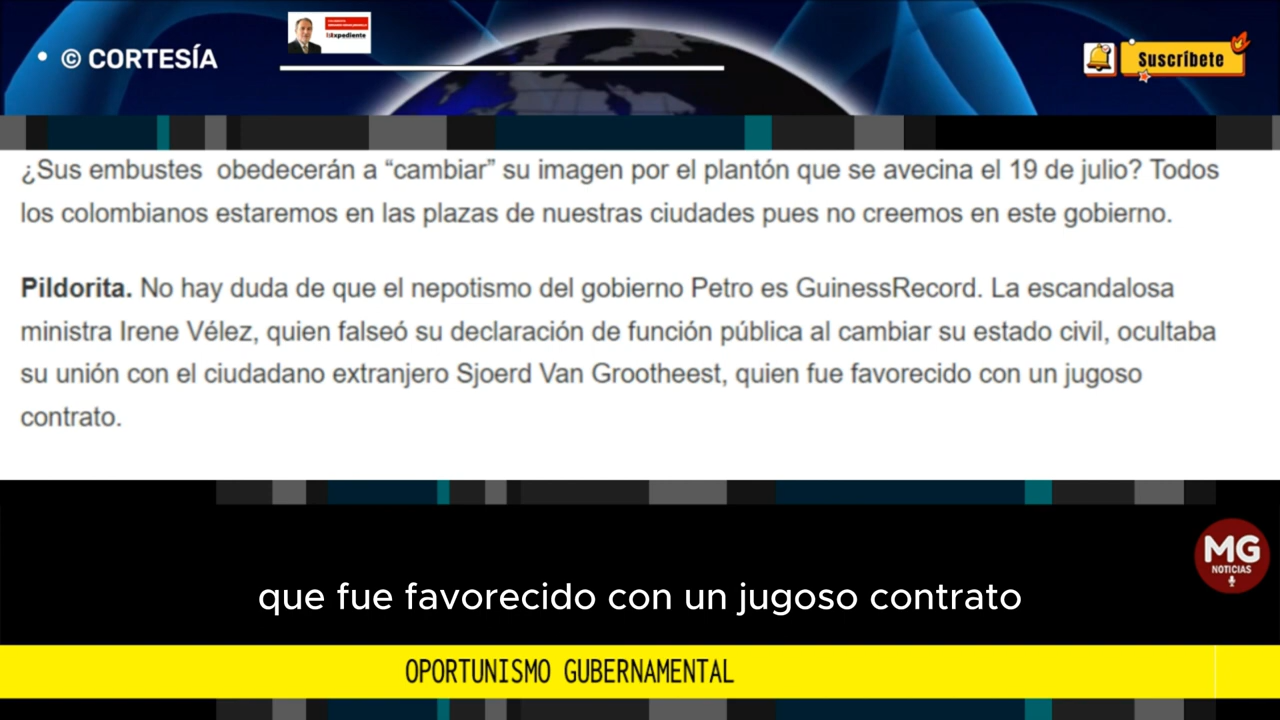 • © CORTESÍA
Expediente
Suscríbete
¿Sus embustes  obedecerán a “cambiar” su imagen por el plantón que se avecina el 19 de julio? Todos
los colombianos estaremos en las plazas de nuestras ciudades pues no creemos en este gobierno.
Pildorita. No hay duda de que el nepotismo del gobierno Petro es GuinessRecord. La escandalosa
ministra Irene Vélez, quien falseó su declaración de función pública al cambiar su estado civil, ocultaba
su unión con el ciudadano extranjero Sjoerd Van Grootheest, quien fue favorecido con un jugoso
contrato.
MG
NOTICIAS
que fue favorecido con un jugoso contrato
OPORTUNISMO GUBERNAMENTAL